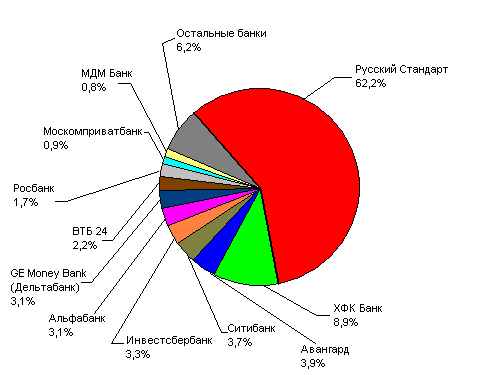 Остальные банки
6,2%
Русский Стандарт
62,2%
МДМ Банк
0,8%
Москомприватбанк
0,9%
Росбанк
1,7%
ВТБ 24
2,2%
GE Money Bank
(Дельтабанк)
3,1%
Альфабанк
3,1%
Инвестсбербанк
3,3%
Ситибанк
3,7%
Авангард
3,9%
ХФК Банк
8,9%